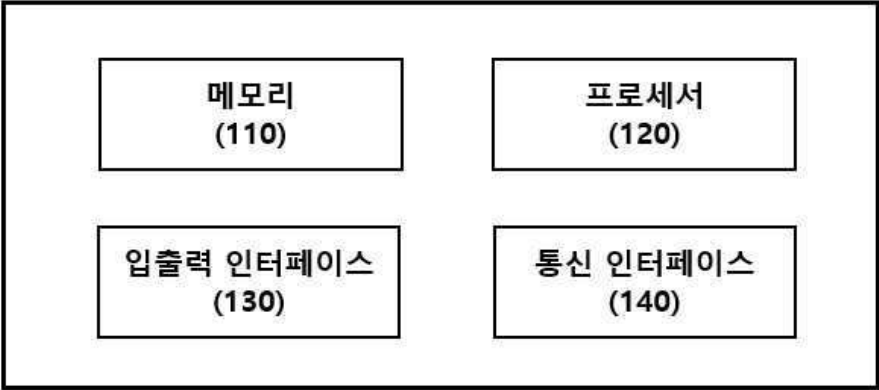 메모리
(110)
프로세서
(120)
입출력 인터페이스
(130)
통신 인터페이스
(140)